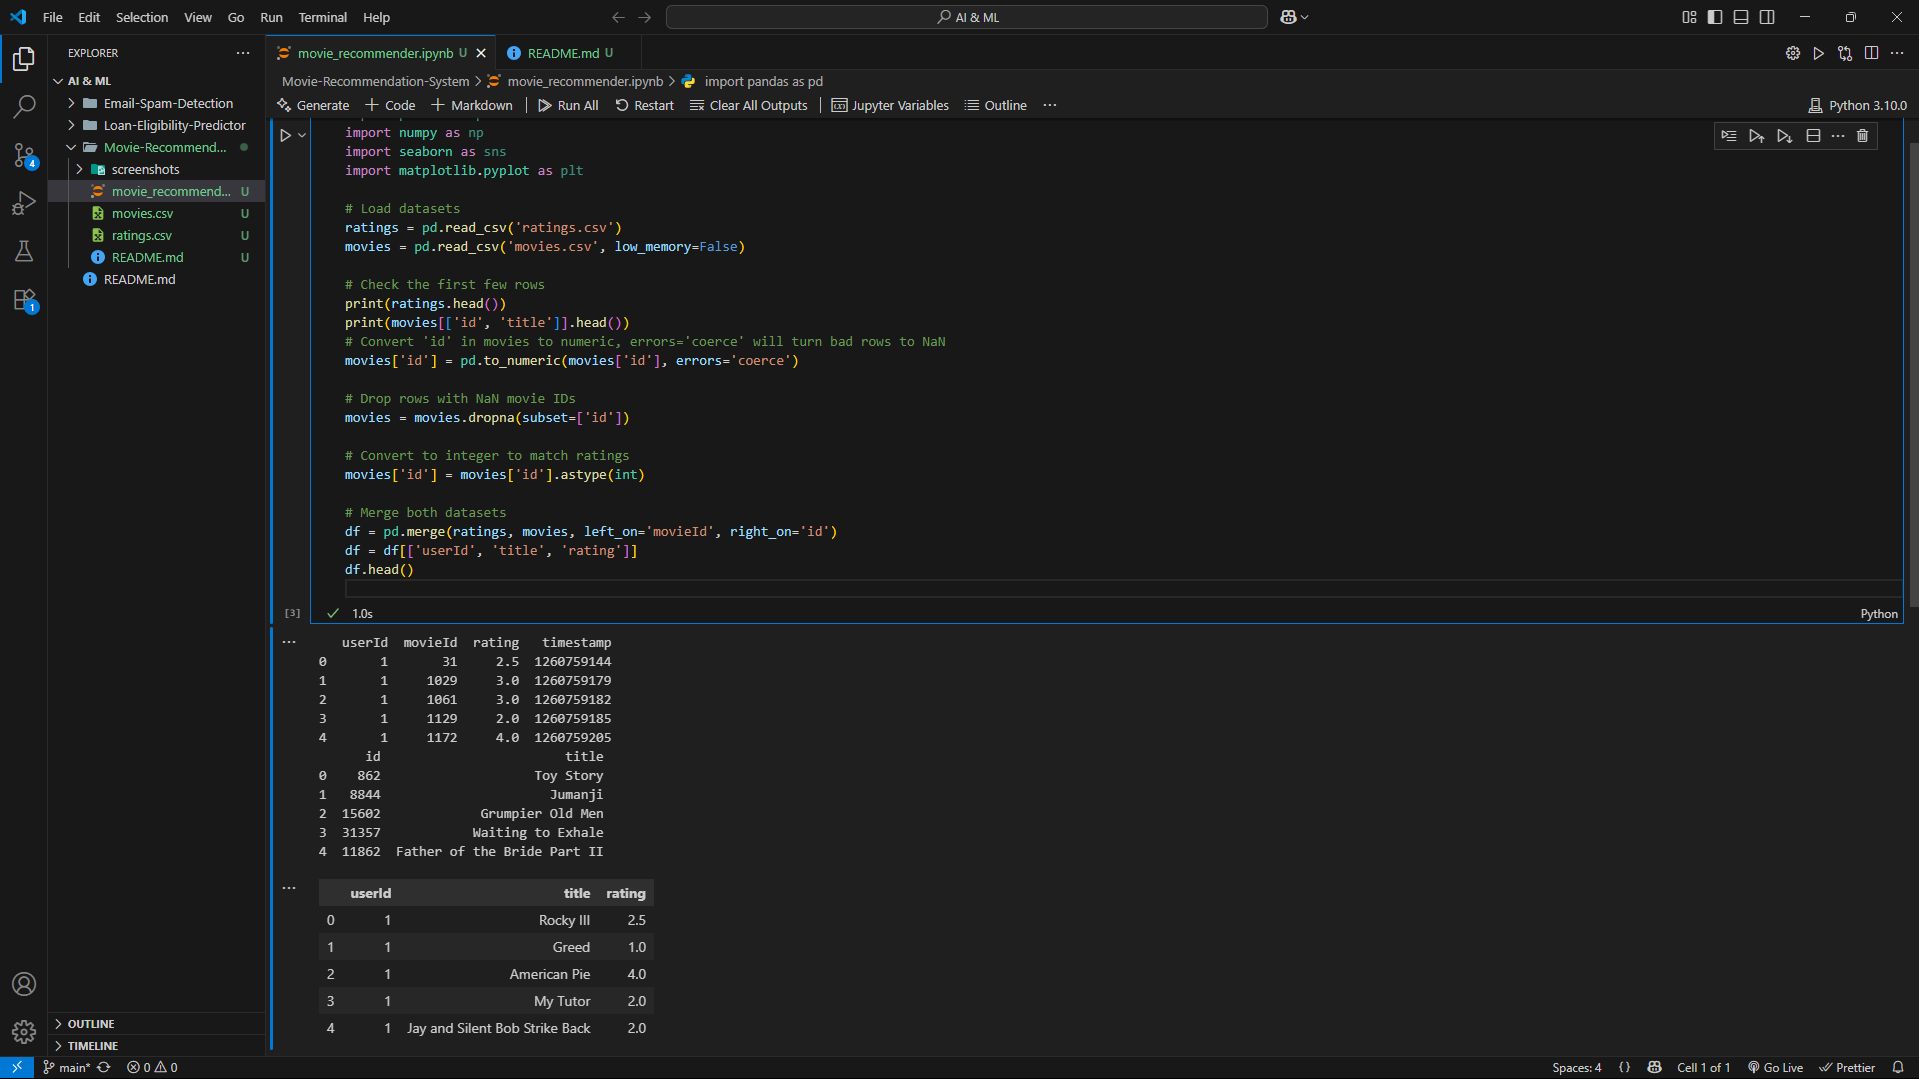 File Edit Selection View Go Run Terminal Help
AI & ML
EXPLORER
AI & ML
Email-Spam-Detection
Loan-Eligibility-Predictor
Movie-Recommend...
screenshots
movie_recommend... U
movies.csv U
ratings.csv U
README.md U
README.md
OUTLINE
TIMELINE
4
1
movie_recommender.ipynb U
README.md U
Movie-Recommendation-System > movie_recommender.ipynb > import pandas as pd
Generate + Code + Markdown | Run All Restart Clear All Outputs | Jupyter Variables Outline ...
Python 3.10.0
import numpy as np
import seaborn as sns
import matplotlib.pyplot as plt
# Load datasets
ratings = pd.read_csv('ratings.csv')
movies = pd.read_csv('movies.csv', low_memory=False)
# Check the first few rows
print(ratings.head())
print(movies[['id', 'title']].head())
# Convert 'id' in movies to numeric, errors='coerce' will turn bad rows to NaN
movies['id'] = pd.to_numeric(movies['id'], errors='coerce')
# Drop rows with NaN movie IDs
movies = movies.dropna(subset=['id'])
# Convert to integer to match ratings
movies['id'] = movies['id'].astype(int)
# Merge both datasets
df = pd.merge(ratings, movies, left_on='movieId', right_on='id')
df = df[['userId', 'title', 'rating']]
df.head()
[3] 1.0s Python
userId movieId rating timestamp
0 1 31 2.5 1260759144
1 1 1029 3.0 1260759179
2 1 1061 3.0 1260759182
3 1 1129 2.0 1260759185
4 1 1172 4.0 1260759205
id title
0 862 Toy Story
1 8844 Jumanji
2 15602 Grumpier Old Men
3 31357 Waiting to Exhale
4 11862 Father of the Bride Part II
userId title rating
0 1 Rocky III 2.5
1 1 Greed 1.0
2 1 American Pie 4.0
3 1 My Tutor 2.0
4 1 Jay and Silent Bob Strike Back 2.0
main* 0 0 Spaces: 4 {} Cell 1 of 1 Go Live Prettier